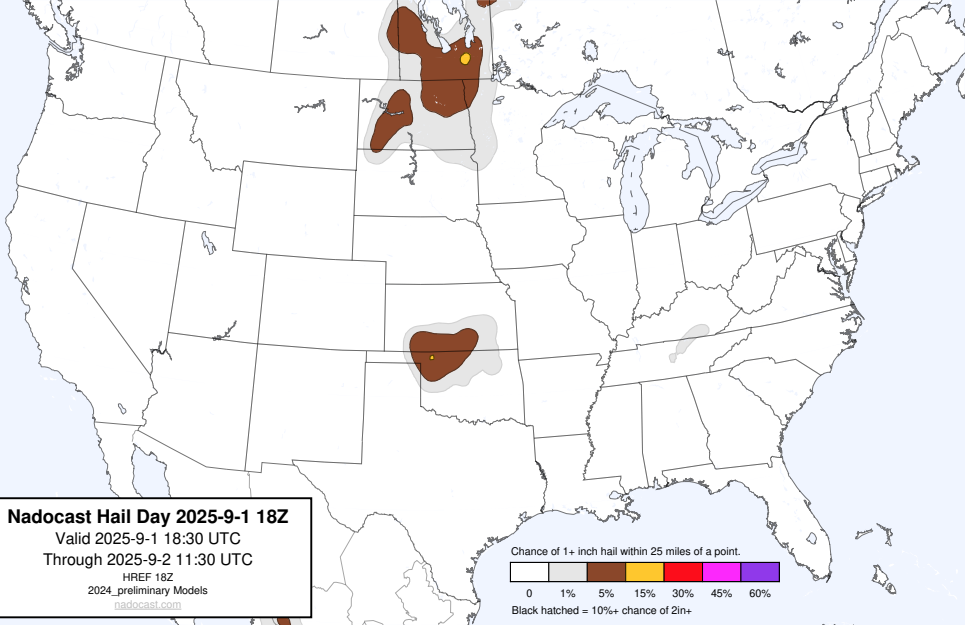 Nadocast Hail Day 2025-9-1 18Z
Valid 2025-9-1 18:30 UTC
Through 2025-9-2 11:30 UTC
HREF 18Z
2024_preliminary Models
nadocast.com
Chance of 1+ inch hail within 25 miles of a point.
0 1% 5% 15% 30% 45% 60%
Black hatched = 10%+ chance of 2in+